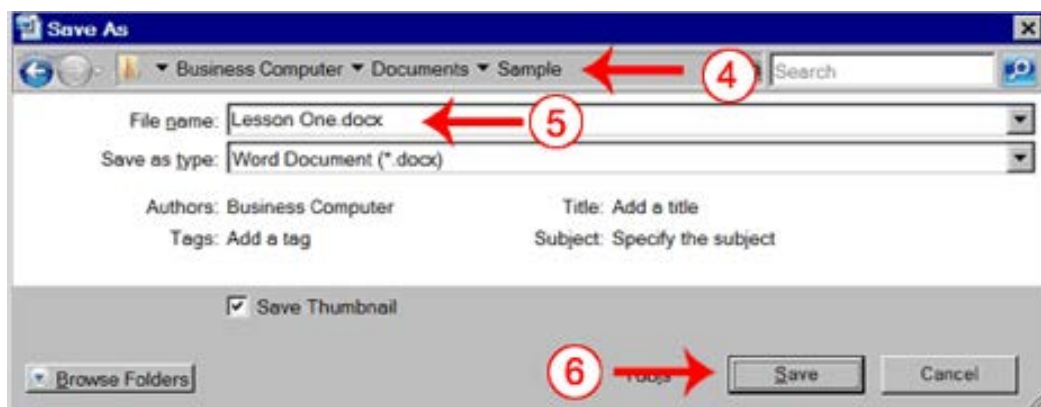 Save As
Business Computer Documents Sample
4
Search
File name: Lesson One.docx
5
Save as type: Word Document (*.docx)
Authors: Business Computer Title: Add a title
Tags: Add a tag Subject: Specify the subject
Save Thumbnail
Browse Folders
6
Save
Cancel